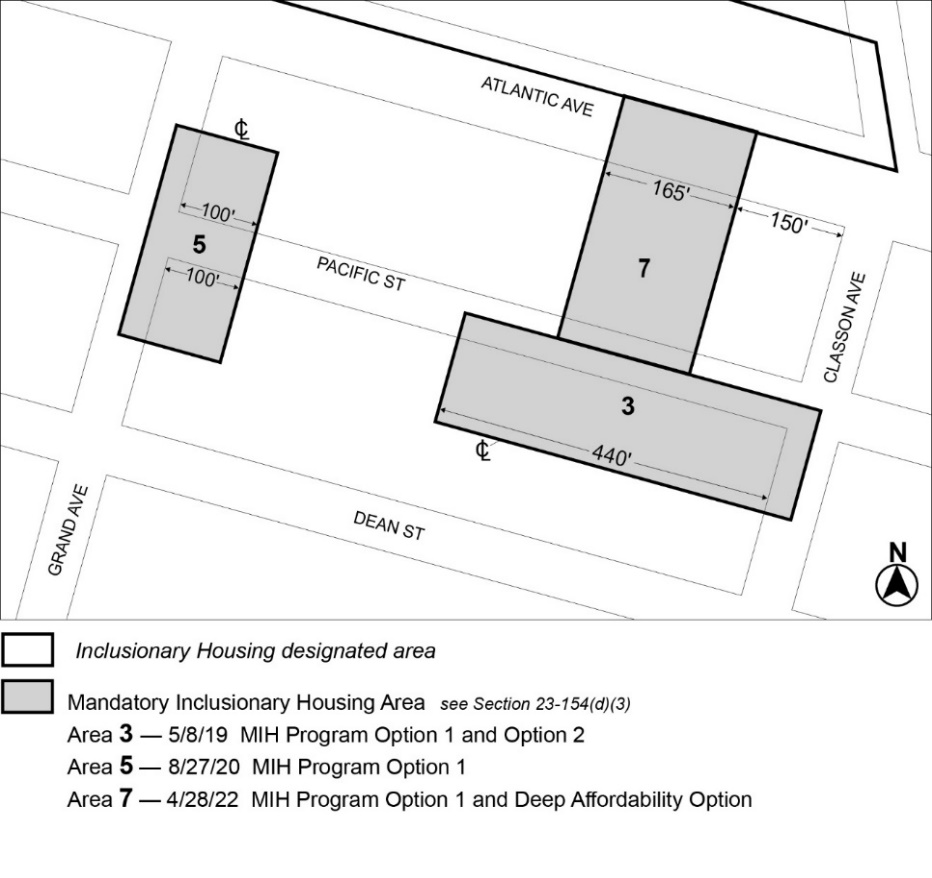 ATLANTIC AVE
℄
165'
100'
150'
5
7
100'
PACIFIC ST
CLASSON AVE
3
℄
440'
GRAND AVE
DEAN ST
N
Inclusionary Housing designated area
Mandatory Inclusionary Housing Area see Section 23-154(d)(3)
Area 3 — 5/8/19 MIH Program Option 1 and Option 2
Area 5 — 8/27/20 MIH Program Option 1
Area 7 — 4/28/22 MIH Program Option 1 and Deep Affordability Option